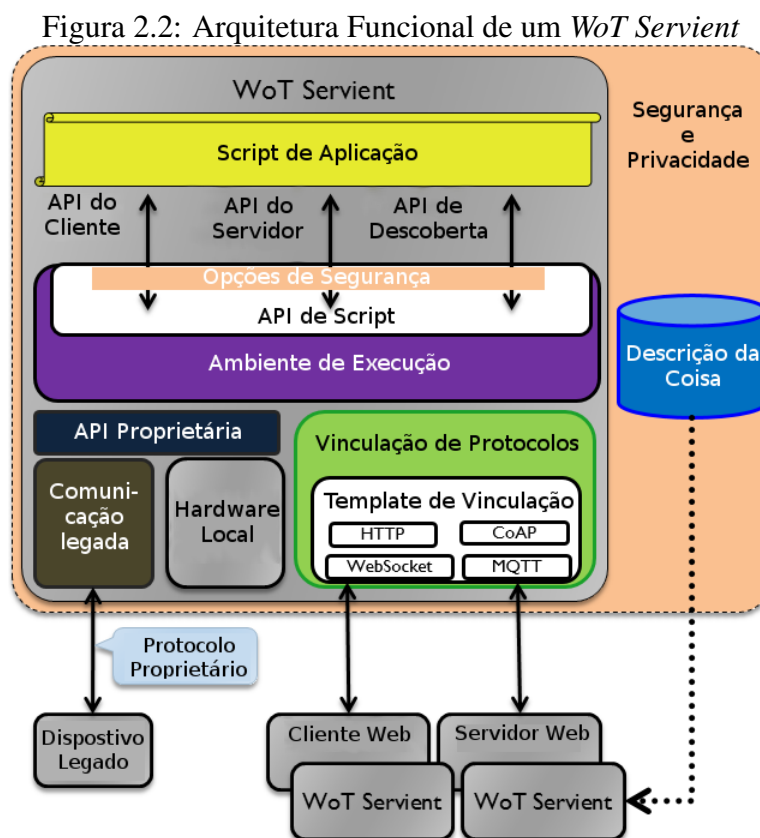 Figura 2.2: Arquitetura Funcional de um WoT Servient
WoT Servient
Segurança
e
Privacidade
Script de Aplicação
API do
Cliente
API do
Servidor
API de
Descoberta
Opções de Segurança
API de Script
Ambiente de Execução
Descrição da
Coisa
API Proprietária
Vinculação de Protocolos
Comuni-
cação
legada
Hardware
Local
Template de Vinculação
HTTP
CoAP
WebSocket
MQTT
Protocolo
Proprietário
Dispostivo
Legado
Cliente Web
Servidor Web
WoT Servient
WoT Servient